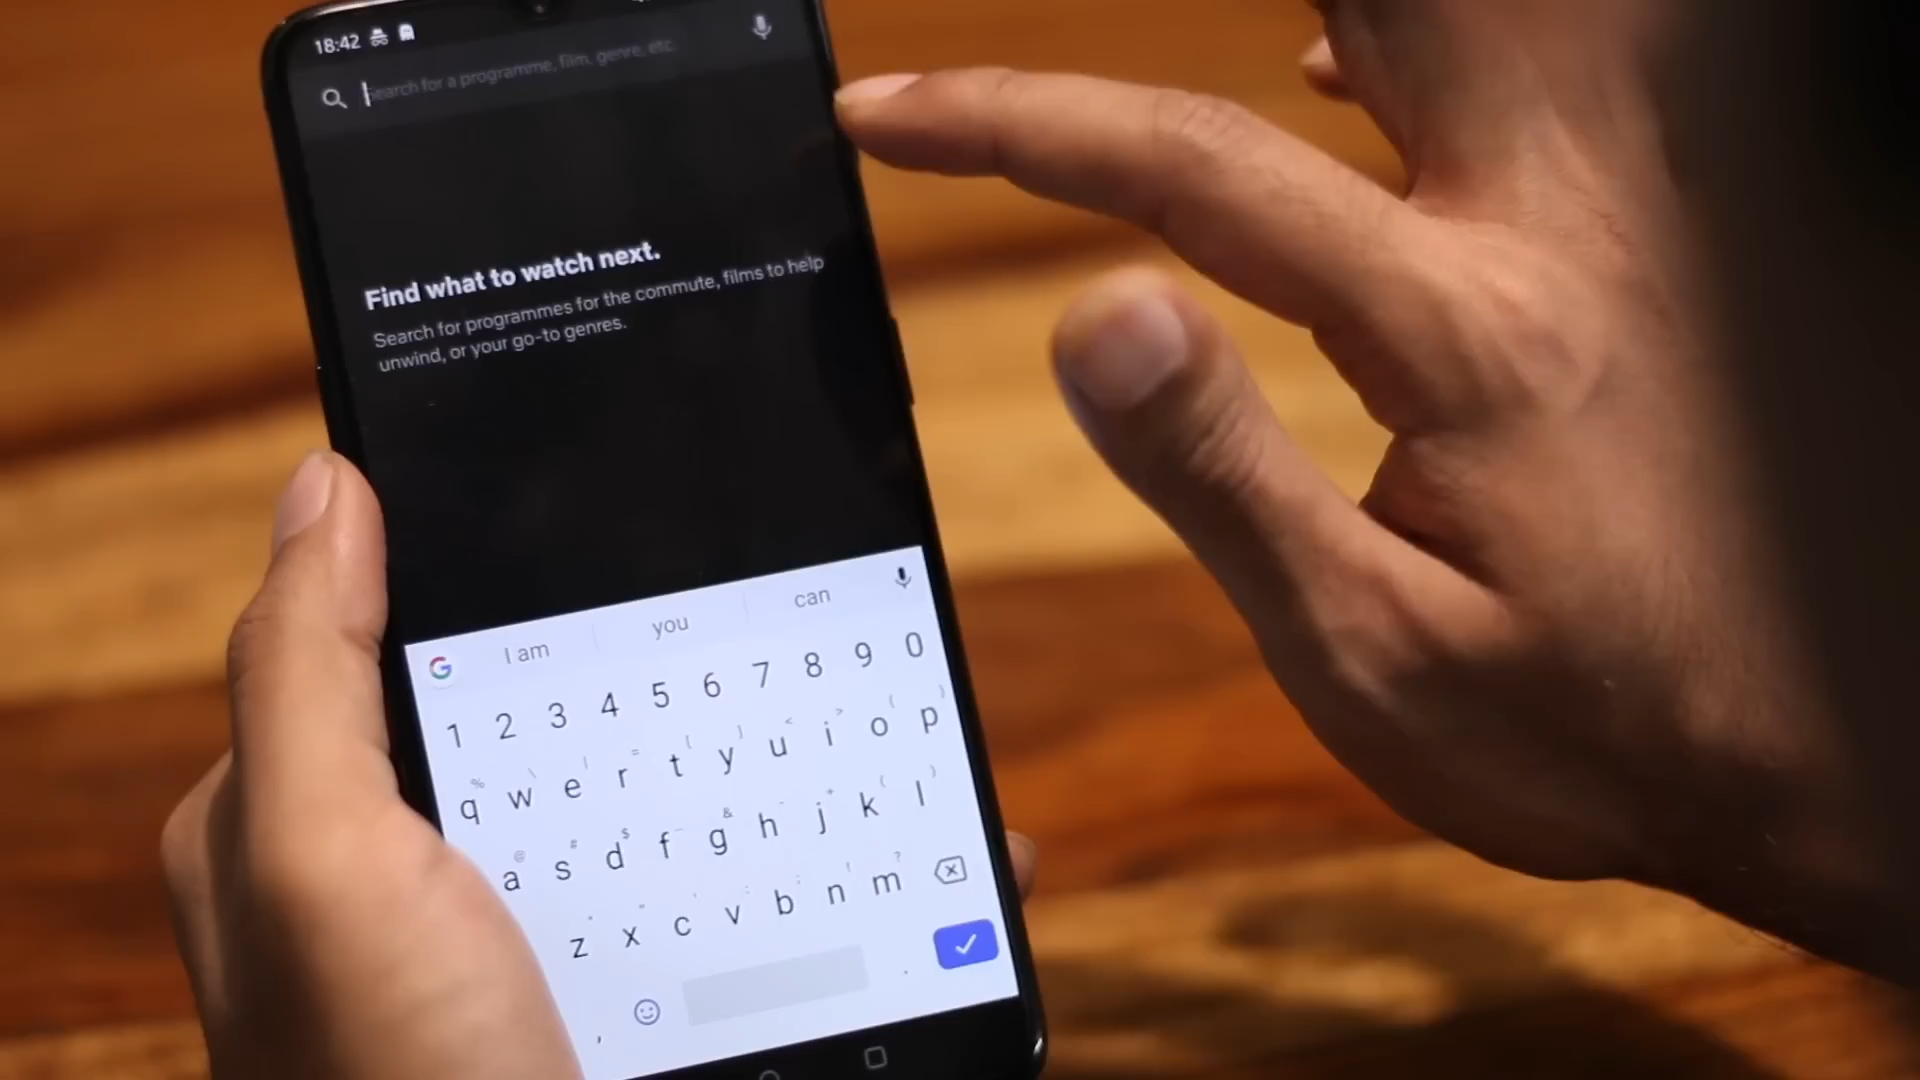 18:42
Search for a programme, film, genre, etc.
Find what to watch next.
Search for programmes for the commute, films to help
unwind, or your go-to genres.
G I am you can
1 2 3 4 5 6 7 8 9 0
q w e r t y u i o p
a s d f g h j k l
z x c v b n m
, .